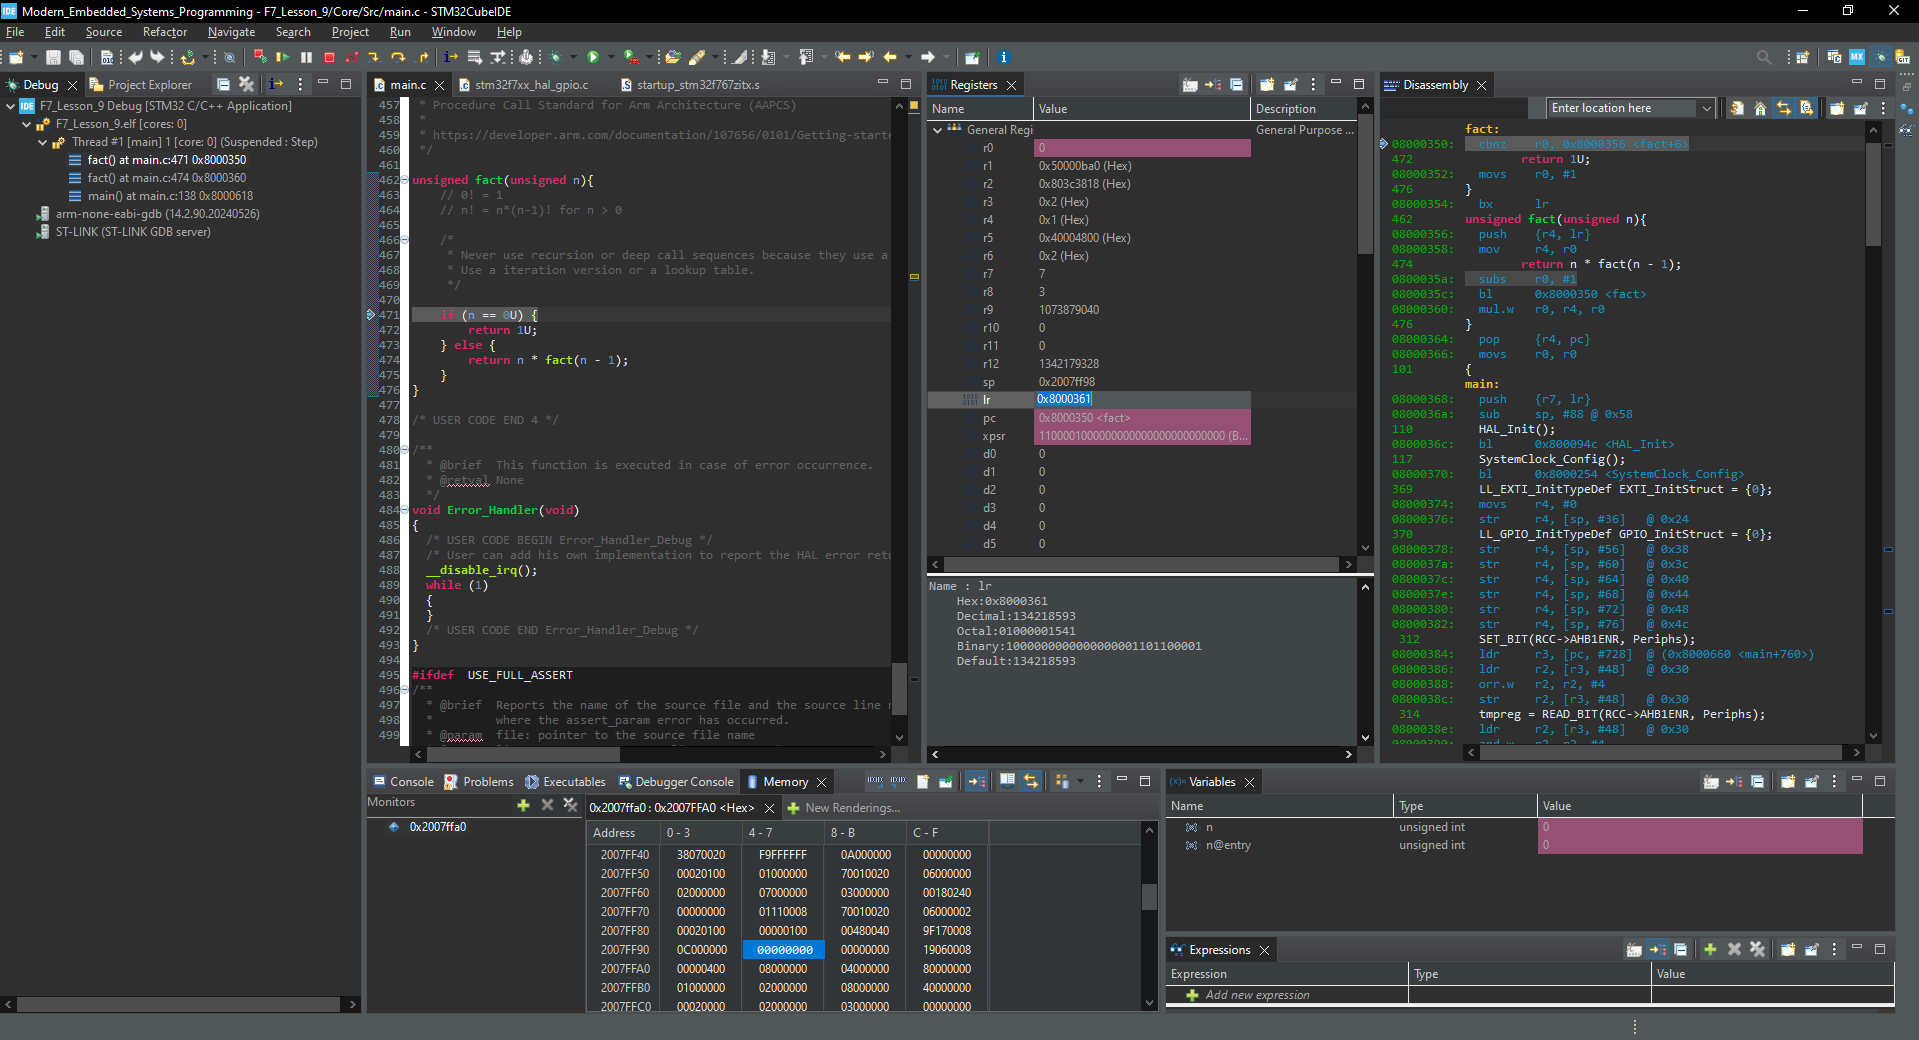 Modern_Embedded_Systems_Programming - F7_Lesson_9/Core/Src/main.c - STM32CubeIDE
File Edit Source Refactor Navigate Search Project Run Window Help
Debug Project Explorer
F7_Lesson_9 Debug [STM32 C/C++ Application]
F7_Lesson_9.elf [cores: 0]
Thread #1 [main] 1 [core: 0] (Suspended : Step)
fact() at main.c:471 0x8000350
fact() at main.c:474 0x8000360
main() at main.c:138 0x8000618
arm-none-eabi-gdb (14.2.90.20240526)
ST-LINK (ST-LINK GDB server)
main.c stm32f7xx_hal_gpio.c startup_stm32f767zitx.s
457 * Procedure Call Standard for Arm Architecture (AAPCS)
458 *
459 * https://developer.arm.com/documentation/107656/0101/Getting-starte
460 */
461
462 unsigned fact(unsigned n){
463 // 0! = 1
464 // n! = n*(n-1)! for n > 0
465
466 /*
467 * Never use recursion or deep call sequences because they use a
468 * Use a iteration version or a lookup table.
469 */
470
471 if (n == 0U) {
472 return 1U;
473 } else {
474 return n * fact(n - 1);
475 }
476 }
477
478 /* USER CODE END 4 */
479
480 /**
481 * @brief This function is executed in case of error occurrence.
482 * @retval None
483 */
484 void Error_Handler(void)
485 {
486 /* USER CODE BEGIN Error_Handler_Debug */
487 /* User can add his own implementation to report the HAL error retu
488 __disable_irq();
489 while (1)
490 {
491 }
492 /* USER CODE END Error_Handler_Debug */
493 }
494
495 #ifdef USE_FULL_ASSERT
496 /**
497 * @brief Reports the name of the source file and the source line n
498 * where the assert_param error has occurred.
499 * @param file: pointer to the source file name
Registers
Name Value Description
General Regi General Purpose ...
r0 0
r1 0x50000ba0 (Hex)
r2 0x803c3818 (Hex)
r3 0x2 (Hex)
r4 0x1 (Hex)
r5 0x40004800 (Hex)
r6 0x2 (Hex)
r7 7
r8 3
r9 1073879040
r10 0
r11 0
r12 1342179328
sp 0x2007ff98
lr 0x8000361
pc 0x8000350 <fact>
xpsr 1100001000000000000000000000000 (B...
d0 0
d1 0
d2 0
d3 0
d4 0
d5 0
Name : lr
Hex:0x8000361
Decimal:134218593
Octal:01000001541
Binary:1000000000000000001101100001
Default:134218593
Disassembly
Enter location here
fact:
08000350: cbnz r0, 0x8000356 <fact+6>
472 return 1U;
08000352: movs r0, #1
476 }
08000354: bx lr
462 unsigned fact(unsigned n){
08000356: push {r4, lr}
08000358: mov r4, r0
474 return n * fact(n - 1);
0800035a: subs r0, #1
0800035c: bl 0x8000350 <fact>
08000360: mul.w r0, r4, r0
476 }
08000364: pop {r4, pc}
08000366: movs r0, r0
101 {
main:
08000368: push {r7, lr}
0800036a: sub sp, #88 @ 0x58
110 HAL_Init();
0800036c: bl 0x800094c <HAL_Init>
117 SystemClock_Config();
08000370: bl 0x8000254 <SystemClock_Config>
369 LL_EXTI_InitTypeDef EXTI_InitStruct = {0};
08000374: movs r4, #0
08000376: str r4, [sp, #36] @ 0x24
370 LL_GPIO_InitTypeDef GPIO_InitStruct = {0};
08000378: str r4, [sp, #56] @ 0x38
0800037a: str r4, [sp, #60] @ 0x3c
0800037c: str r4, [sp, #64] @ 0x40
0800037e: str r4, [sp, #68] @ 0x44
08000380: str r4, [sp, #72] @ 0x48
08000382: str r4, [sp, #76] @ 0x4c
312 SET_BIT(RCC->AHB1ENR, Periphs);
08000384: ldr r3, [pc, #728] @ (0x8000660 <main+760>)
08000386: ldr r2, [r3, #48] @ 0x30
08000388: orr.w r2, r2, #4
0800038c: str r2, [r3, #48] @ 0x30
314 tmpreg = READ_BIT(RCC->AHB1ENR, Periphs);
0800038e: ldr r2, [r3, #48] @ 0x30
08000390: and.w r2, r2, #4
Console Problems Executables Debugger Console Memory
Monitors
0x2007ffa0
0x2007ffa0 : 0x2007FFA0 <Hex> New Renderings...
Address 0 - 3 4 - 7 8 - B C - F
2007FF40 38070020 F9FFFFFF 0A000000 00000000
2007FF50 00020100 01000000 70010020 06000000
2007FF60 02000000 07000000 03000000 00180240
2007FF70 00000000 01110008 70010020 06000002
2007FF80 00020100 00000100 00480040 9F170008
2007FF90 0C000000 00000000 00000000 19060008
2007FFA0 00000400 08000000 04000000 80000000
2007FFB0 01000000 02000000 08000000 40000000
2007FFC0 00020000 02000000 03000000 00000000
Variables
Name Type Value
n unsigned int 0
n@entry unsigned int 0
Expressions
Expression Type Value
Add new expression